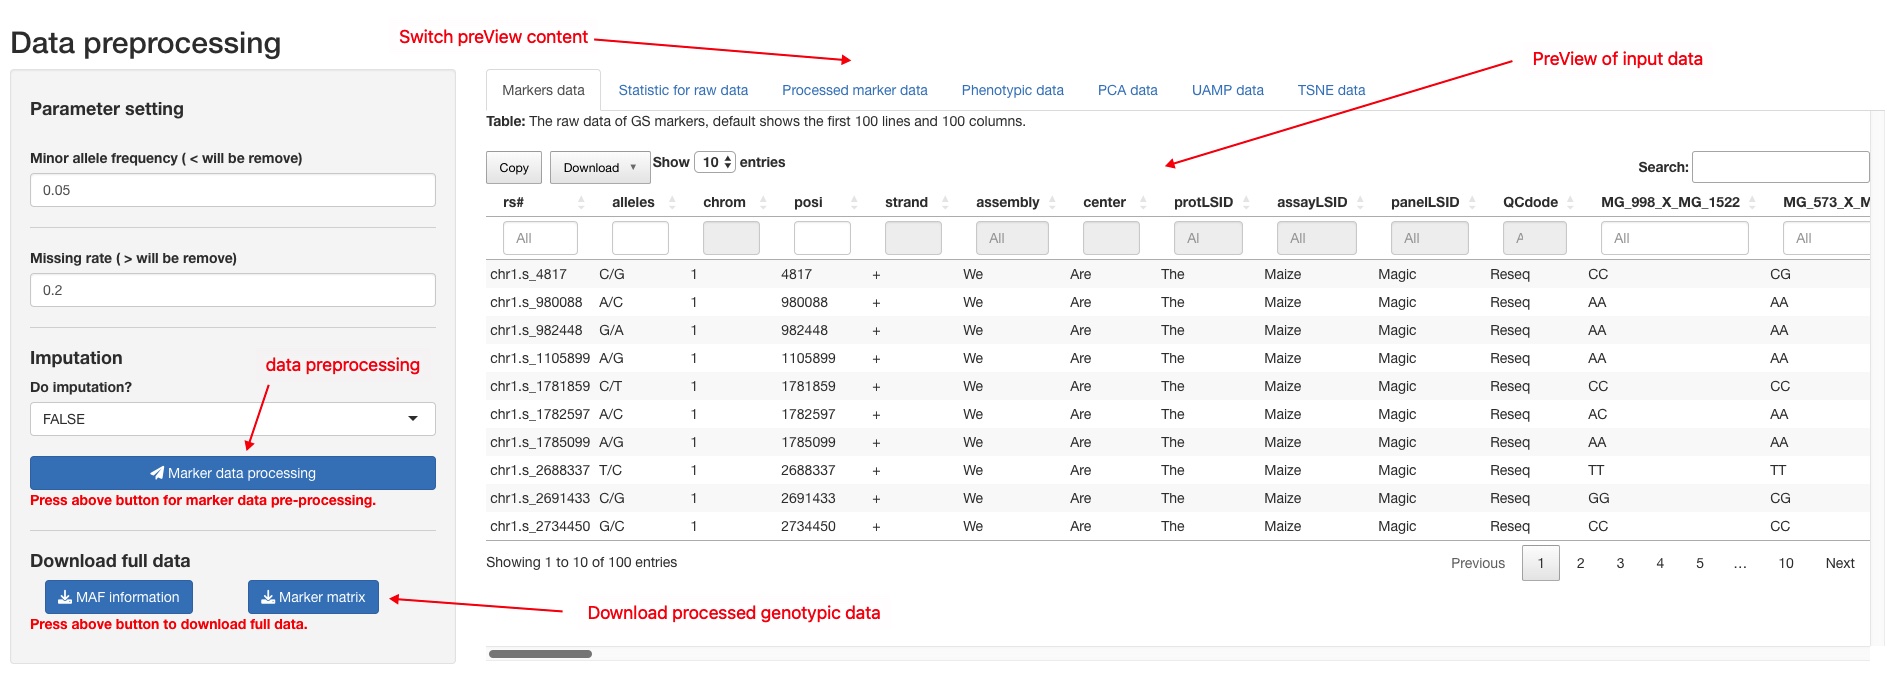 Data preprocessing
Switch preView content
PreView of input data
Parameter setting
Minor allele frequency ( < will be remove)
0.05
Missing rate ( > will be remove)
0.2
Imputation
data preprocessing
Do imputation?
FALSE
Marker data processing
Press above button for marker data pre-processing.
Download full data
MAF information Marker matrix
Press above button to download full data.
Download processed genotypic data
Markers data Statistic for raw data Processed marker data Phenotypic data PCA data UAMP data TSNE data
Table: The raw data of GS markers, default shows the first 100 lines and 100 columns.
Copy Download Show 10 entries Search:
rs# alleles chrom posi strand assembly center protLSID assayLSID panelLSID QCdode MG_998_X_MG_1522 MG_573_X_M
All All Al All All A All All
chr1.s_4817 C/G 1 4817 + We Are The Maize Magic Reseq CC CG
chr1.s_980088 A/C 1 980088 + We Are The Maize Magic Reseq AA AA
chr1.s_982448 G/A 1 982448 + We Are The Maize Magic Reseq AA AA
chr1.s_1105899 A/G 1 1105899 + We Are The Maize Magic Reseq AA AA
chr1.s_1781859 C/T 1 1781859 + We Are The Maize Magic Reseq CC CC
chr1.s_1782597 A/C 1 1782597 + We Are The Maize Magic Reseq AC AA
chr1.s_1785099 A/G 1 1785099 + We Are The Maize Magic Reseq AA AA
chr1.s_2688337 T/C 1 2688337 + We Are The Maize Magic Reseq TT TT
chr1.s_2691433 C/G 1 2691433 + We Are The Maize Magic Reseq GG CG
chr1.s_2734450 G/C 1 2734450 + We Are The Maize Magic Reseq CC CC
Showing 1 to 10 of 100 entries
Previous 1 2 3 4 5 … 10 Next